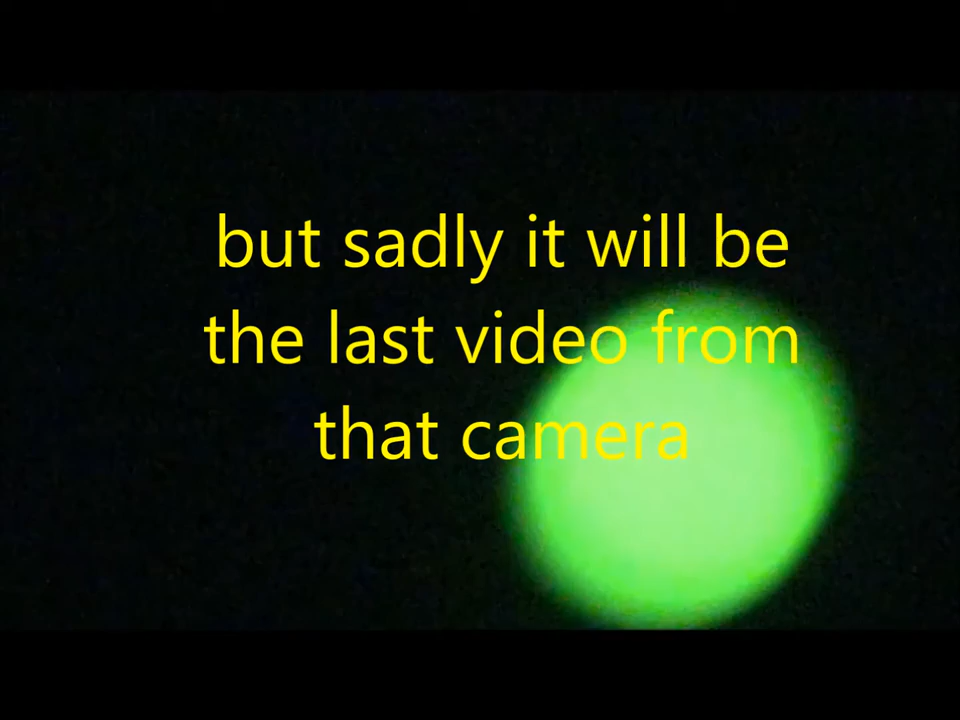 but sadly it will be
the last video from
that camera